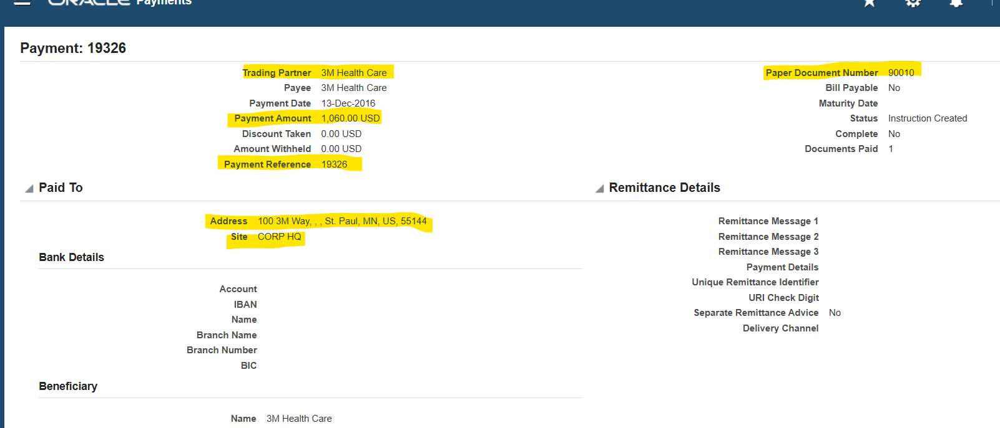 ORACLE Payments
Payment: 19326
Trading Partner 3M Health Care
Payee 3M Health Care
Payment Date 13-Dec-2016
Payment Amount 1,060.00 USD
Discount Taken 0.00 USD
Amount Withheld 0.00 USD
Payment Reference 19326
Paper Document Number 90010
Bill Payable No
Maturity Date
Status Instruction Created
Complete No
Documents Paid 1
Paid To
Address 100 3M Way, , , St. Paul, MN, US, 55144
Site CORP HQ
Bank Details
Account
IBAN
Name
Branch Name
Branch Number
BIC
Beneficiary
Name 3M Health Care
Remittance Details
Remittance Message 1
Remittance Message 2
Remittance Message 3
Payment Details
Unique Remittance Identifier
URI Check Digit
Separate Remittance Advice No
Delivery Channel